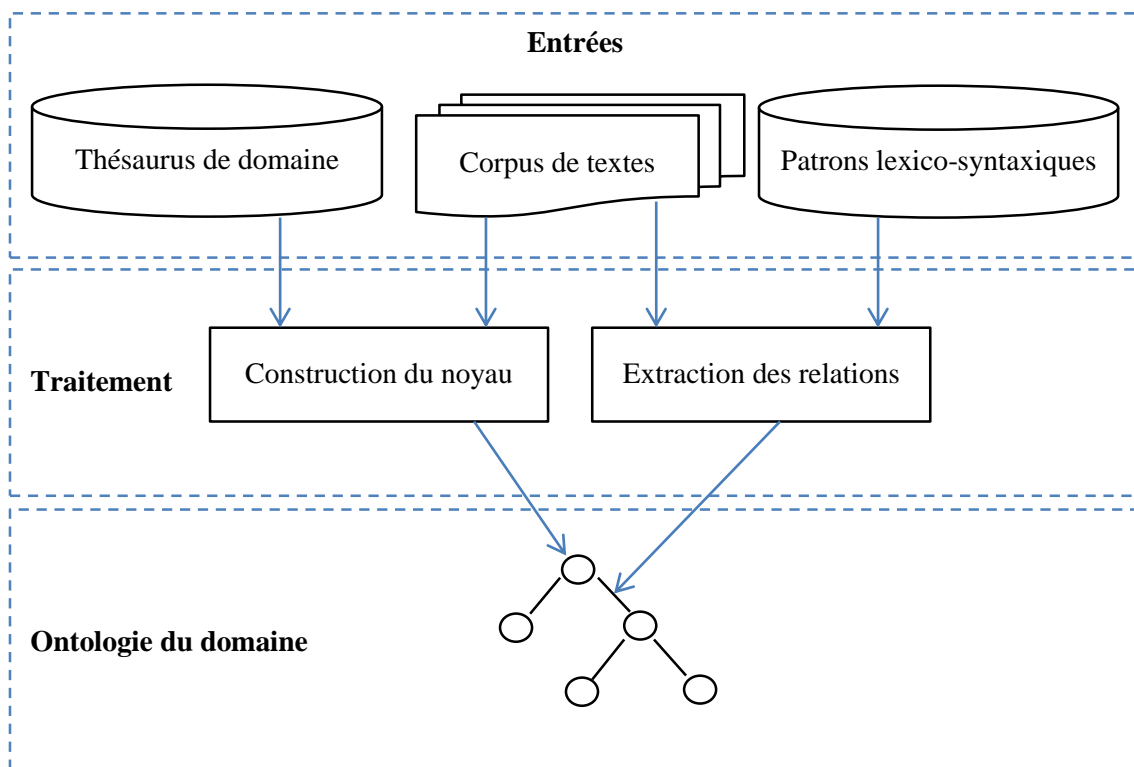 Entrées
Thésaurus de domaine
Corpus de textes
Patrons lexico-syntaxiques
Traitement
Construction du noyau
Extraction des relations
Ontologie du domaine